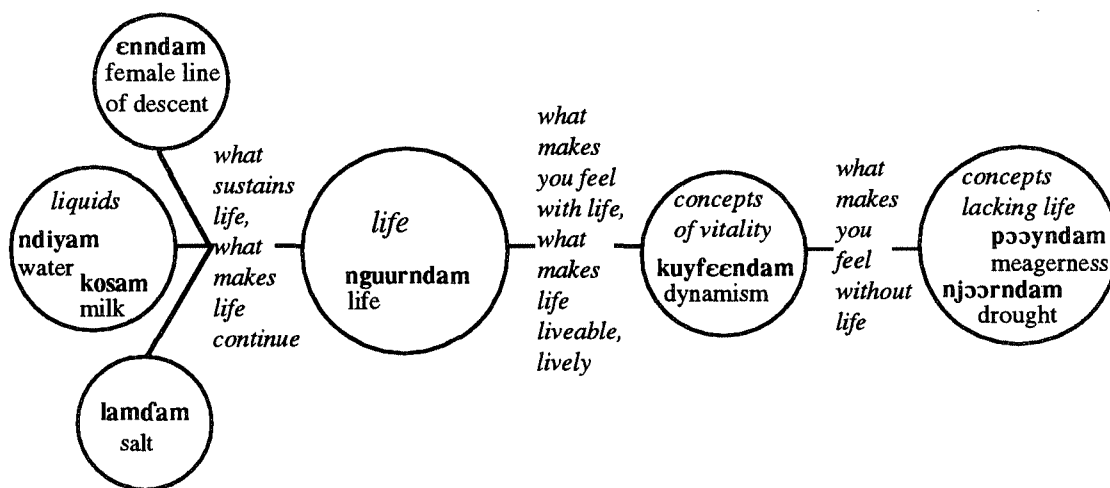 ɛnndam
female line
of descent
liquids
ndiyam
water
kosam
milk
lamɗam
salt
what
sustains
life,
what
makes
life
continue
life
nguurndam
life
what
makes
you feel
with life,
what
makes
life
liveable,
lively
concepts
of vitality
kuyfɛɛndam
dynamism
what
makes
you
feel
without
life
concepts
lacking life
pɔɔyndam
meagerness
njɔɔrndam
drought